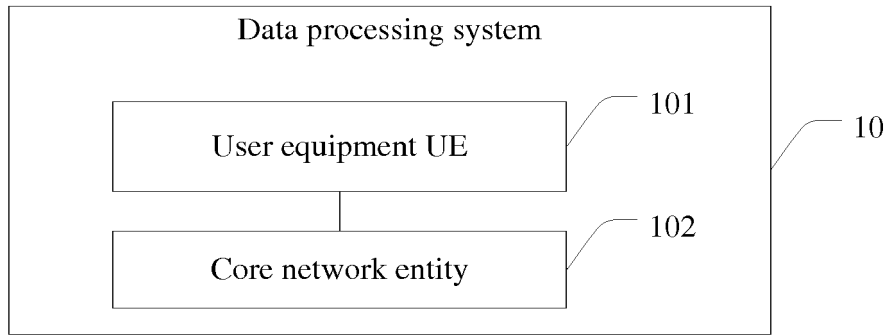 Data processing system
101
User equipment UE
10
102
Core network entity